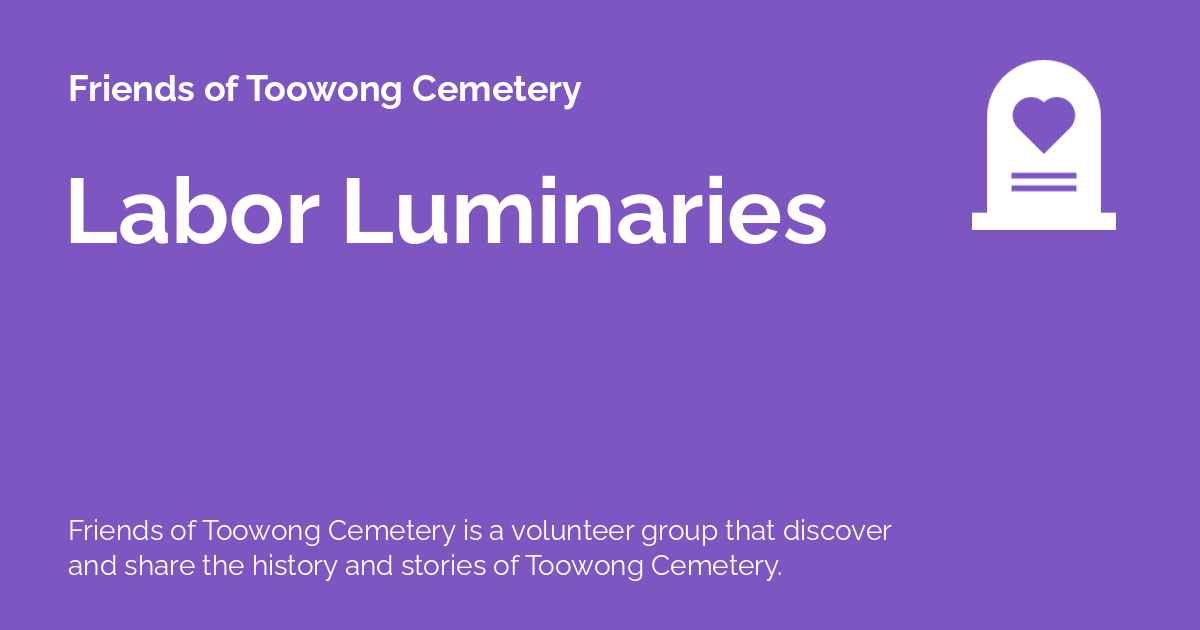 Friends of Toowong Cemetery
Labor Luminaries
Friends of Toowong Cemetery is a volunteer group that discover
and share the history and stories of Toowong Cemetery.